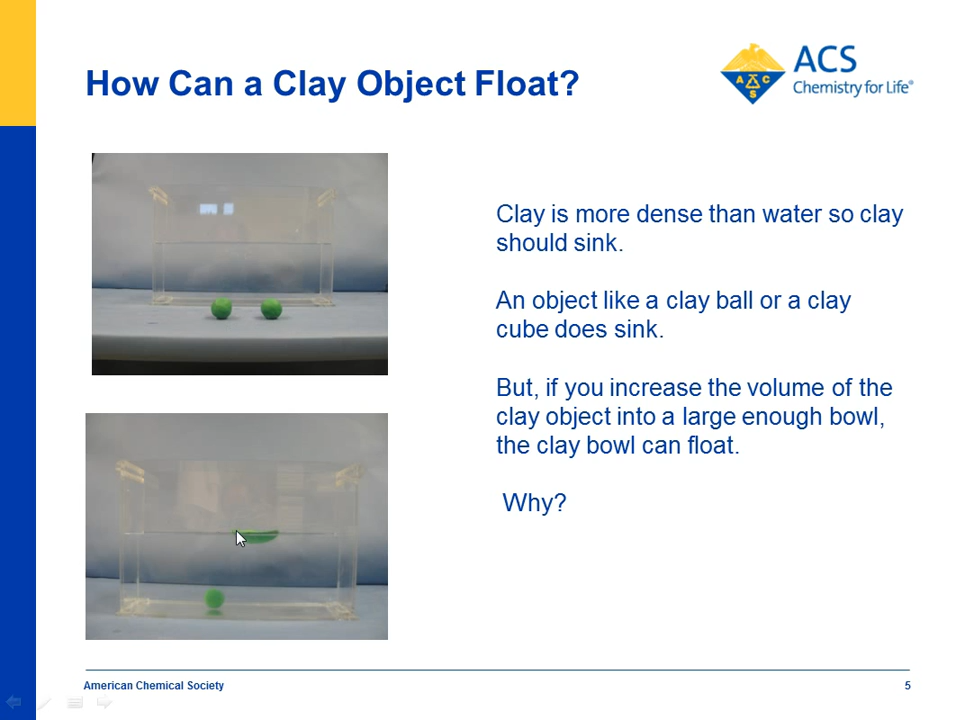 How Can a Clay Object Float?
A C S
ACS
Chemistry for Life®
Clay is more dense than water so clay
should sink.
An object like a clay ball or a clay
cube does sink.
But, if you increase the volume of the
clay object into a large enough bowl,
the clay bowl can float.
Why?
American Chemical Society
5